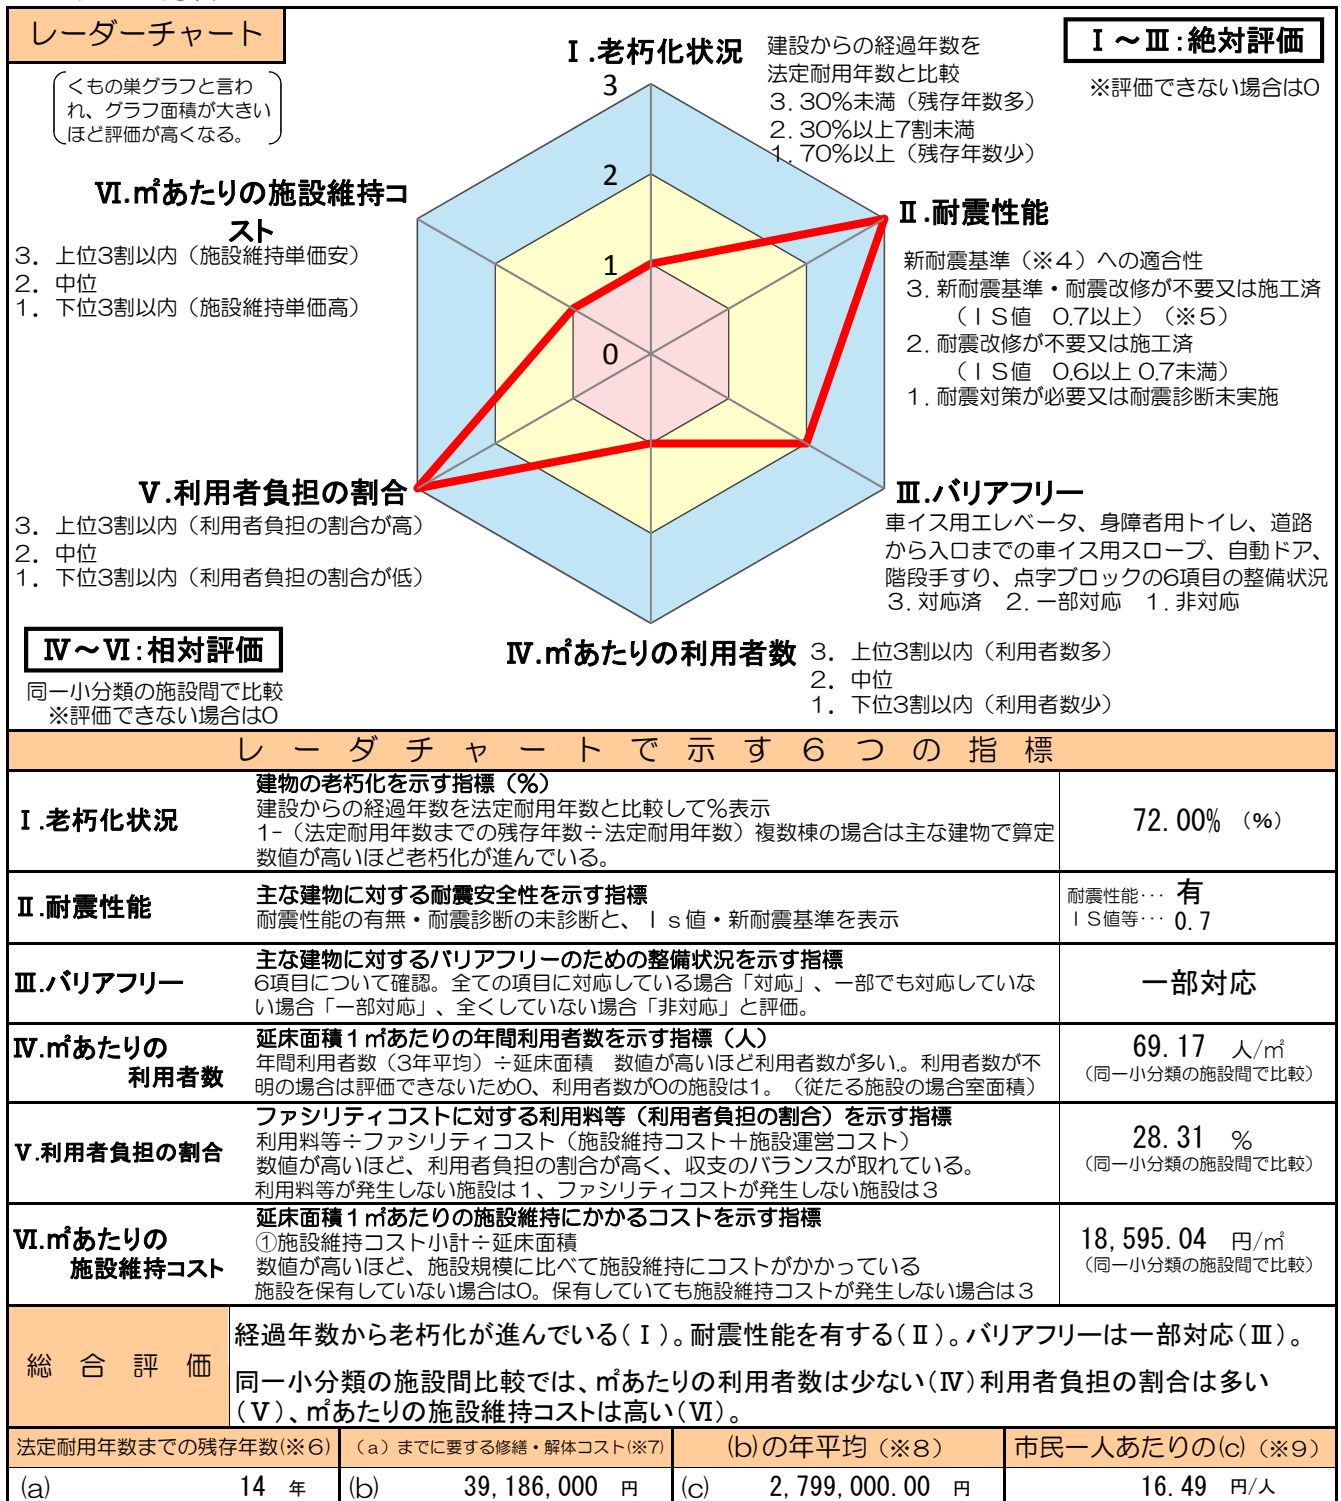 レーダーチャート
くもの巣グラフと言わ
れ、グラフ面積が大きい
ほど評価が高くなる。
Ⅰ.老朽化状況
建設からの経過年数を
法定耐用年数と比較
3. 30%未満（残存年数多）
2. 30%以上7割未満
1. 70%以上（残存年数少）
Ⅰ～Ⅲ:絶対評価
※評価できない場合は0
3
2
1
0
Ⅵ.㎡あたりの施設維持コ
スト
3. 上位3割以内（施設維持単価安）
2. 中位
1. 下位3割以内（施設維持単価高）
Ⅱ.耐震性能
新耐震基準（※4）への適合性
3. 新耐震基準・耐震改修が不要又は施工済
（ＩＳ値　0.7以上）（※5）
2. 耐震改修が不要又は施工済
（ＩＳ値　0.6以上 0.7未満）
1. 耐震対策が必要又は耐震診断未実施
Ⅴ.利用者負担の割合
3. 上位3割以内（利用者負担の割合が高）
2. 中位
1. 下位3割以内（利用者負担の割合が低）
Ⅲ.バリアフリー
車イス用エレベータ、身障者用トイレ、道路
から入口までの車イス用スロープ、自動ドア、
階段手すり、点字ブロックの6項目の整備状況
3. 対応済　2. 一部対応　1. 非対応
Ⅳ～Ⅵ:相対評価
同一小分類の施設間で比較
※評価できない場合は0
Ⅳ.㎡あたりの利用者数
3. 上位3割以内（利用者数多）
2. 中位
1. 下位3割以内（利用者数少）
レーダチャートで示す６つの指標
Ⅰ.老朽化状況
建物の老朽化を示す指標（%）
建設からの経過年数を法定耐用年数と比較して%表示
1-（法定耐用年数までの残存年数÷法定耐用年数）複数棟の場合は主な建物で算定
数値が高いほど老朽化が進んでいる。
72.00% （%）
Ⅱ.耐震性能
主な建物に対する耐震安全性を示す指標
耐震性能の有無・耐震診断の未診断と、Ｉｓ値・新耐震基準を表示
耐震性能… 有
ＩＳ値等… 0.7
Ⅲ.バリアフリー
主な建物に対するバリアフリーのための整備状況を示す指標
6項目について確認。全ての項目に対応している場合「対応」、一部でも対応していな
い場合「一部対応」、全くしていない場合「非対応」と評価。
一部対応
Ⅳ.㎡あたりの
利用者数
延床面積１㎡あたりの年間利用者数を示す指標（人）
年間利用者数（3年平均）÷延床面積　数値が高いほど利用者数が多い。利用者数が不
明の場合は評価できないため0、利用者数が0の施設は1。（従たる施設の場合室面積）
69.17 人/㎡
（同一小分類の施設間で比較）
Ⅴ.利用者負担の割合
ファシリティコストに対する利用料等（利用者負担の割合）を示す指標
利用料等÷ファシリティコスト（施設維持コスト＋施設運営コスト）
数値が高いほど、利用者負担の割合が高く、収支のバランスが取れている。
利用料等が発生しない施設は１、ファシリティコストが発生しない施設は３
28.31 %
（同一小分類の施設間で比較）
Ⅵ.㎡あたりの
施設維持コスト
延床面積１㎡あたりの施設維持にかかるコストを示す指標
①施設維持コスト小計÷延床面積
数値が高いほど、施設規模に比べて施設維持にコストがかかっている
施設を保有していない場合は0。保有していても施設維持コストが発生しない場合は３
18,595.04 円/㎡
（同一小分類の施設間で比較）
総合評価
経過年数から老朽化が進んでいる(Ⅰ)。耐震性能を有する(Ⅱ)。バリアフリーは一部対応(Ⅲ)。
同一小分類の施設間比較では、㎡あたりの利用者数は少ない(Ⅳ)利用者負担の割合は多い
(Ⅴ)、㎡あたりの施設維持コストは高い(Ⅵ)。
法定耐用年数までの残存年数(※6)
（a）までに要する修繕・解体コスト(※7)
(b)の年平均（※8）
市民一人あたりの(c)（※9）
(a) 14 年
(b) 39,186,000 円
(c) 2,799,000.00 円
16.49 円/人